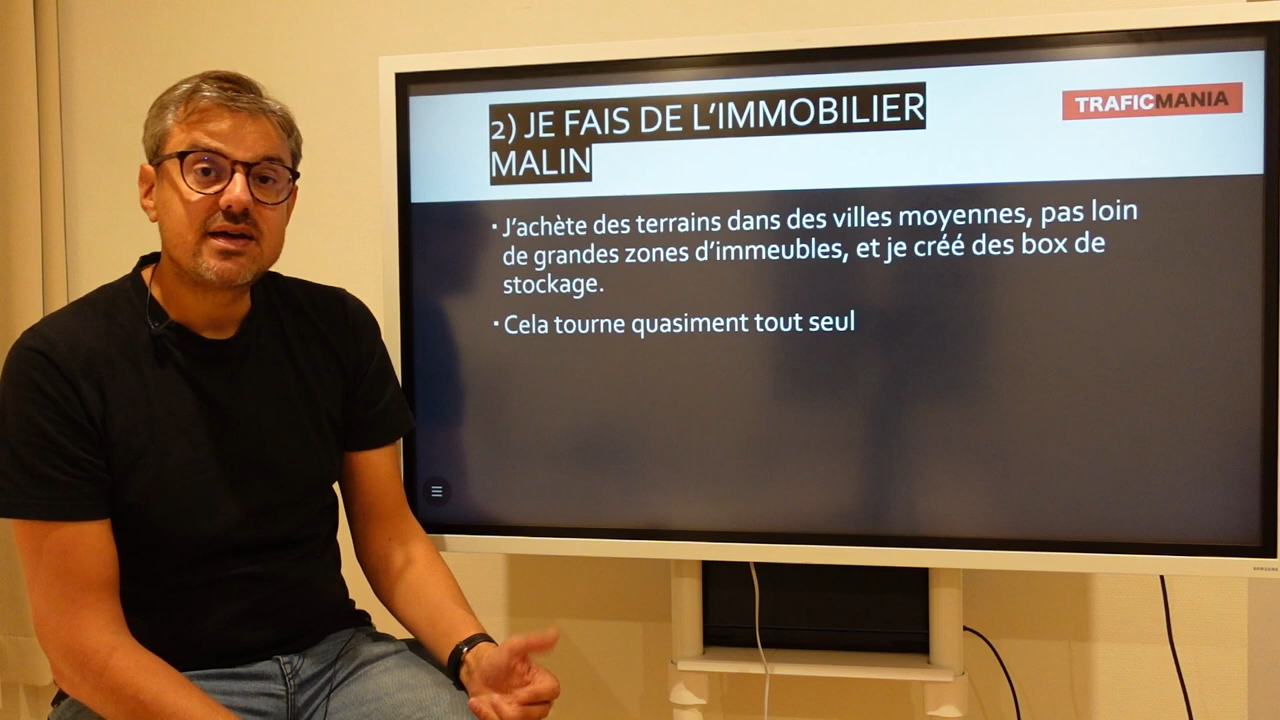 2) JE FAIS DE L'IMMOBILIER
MALIN
TRAFICMANIA
· J'achète des terrains dans des villes moyennes, pas loin
de grandes zones d'immeubles, et je créé des box de
stockage.
· Cela tourne quasiment tout seul
SAMSUNG